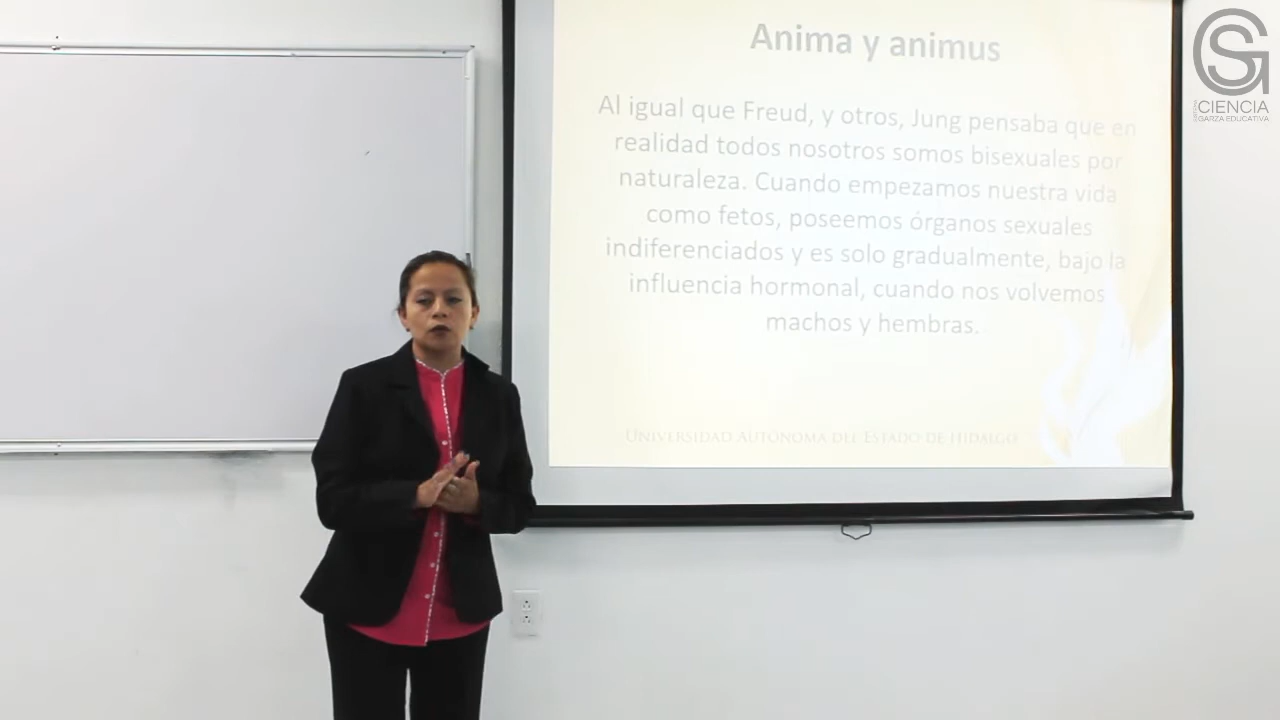 Anima y animus
Al igual que Freud, y otros, Jung pensaba que en
realidad todos nosotros somos bisexuales por
naturaleza. Cuando empezamos nuestra vida
como fetos, poseemos órganos sexuales
indiferenciados y es solo gradualmente, bajo la
influencia hormonal, cuando nos volvemos
machos y hembras.
UNIVERSIDAD AUTÓNOMA DEL ESTADO DE HIDALGO
CIENCIA
GARZA EDUCATIVA